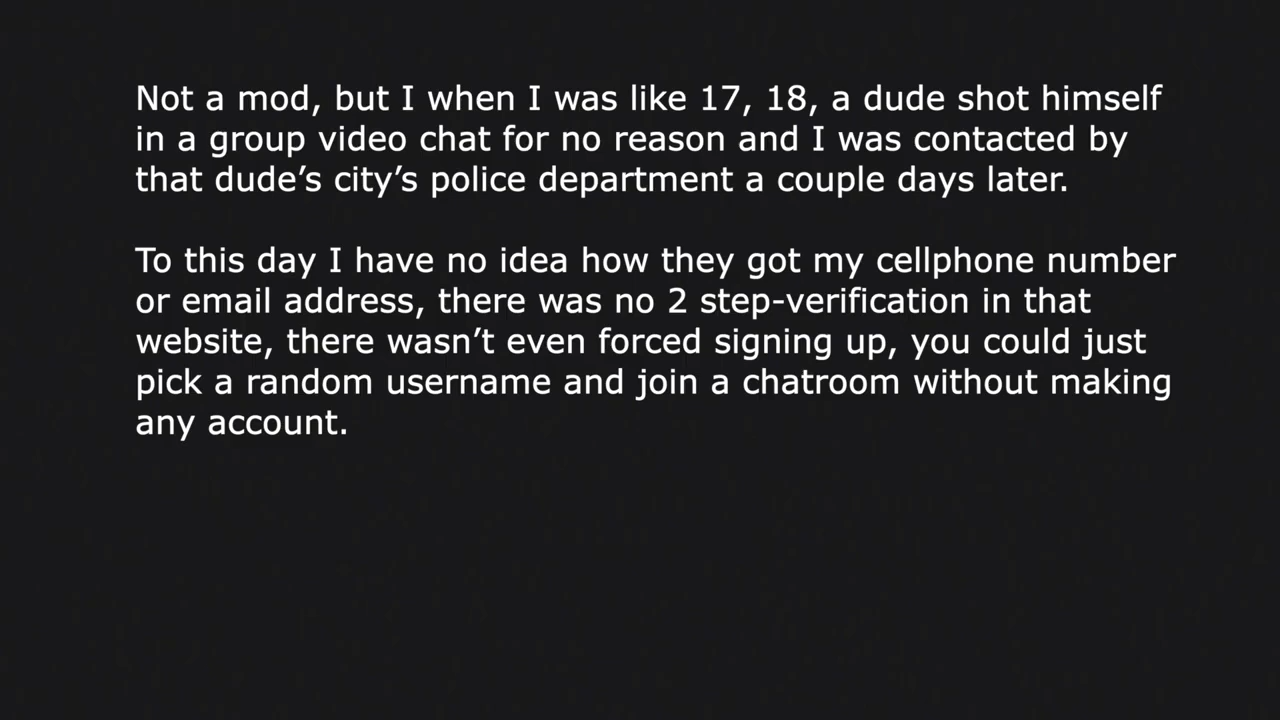 Not a mod, but I when I was like 17, 18, a dude shot himself
in a group video chat for no reason and I was contacted by
that dude’s city’s police department a couple days later.
To this day I have no idea how they got my cellphone number
or email address, there was no 2 step-verification in that
website, there wasn’t even forced signing up, you could just
pick a random username and join a chatroom without making
any account.